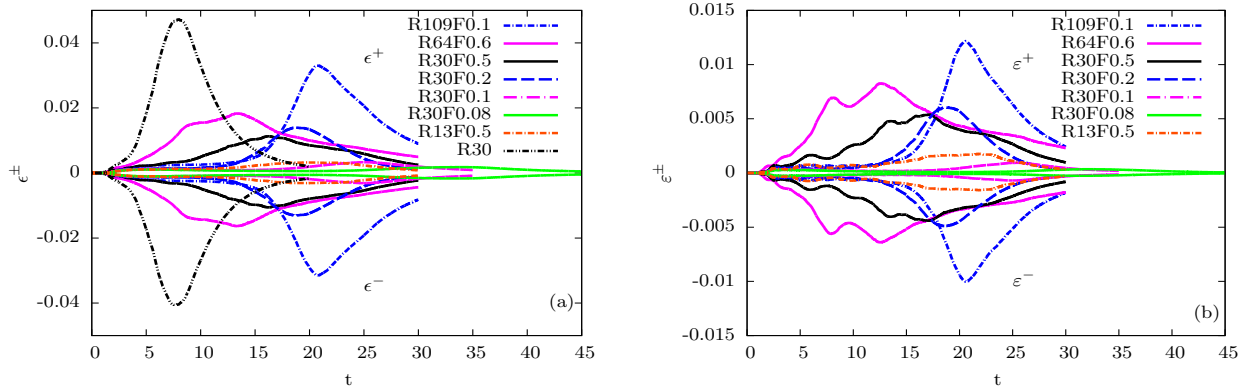 0.04
0.02
0
-0.02
-0.04
ϵ±
0 5 10 15 20 25 30 35 40 45
t
ϵ+
ϵ−
R109F0.1
R64F0.6
R30F0.5
R30F0.2
R30F0.1
R30F0.08
R13F0.5
R30
(a)
0.015
0.01
0.005
0
-0.005
-0.01
-0.015
ε±
0 5 10 15 20 25 30 35 40 45
t
ε+
ε−
R109F0.1
R64F0.6
R30F0.5
R30F0.2
R30F0.1
R30F0.08
R13F0.5
(b)